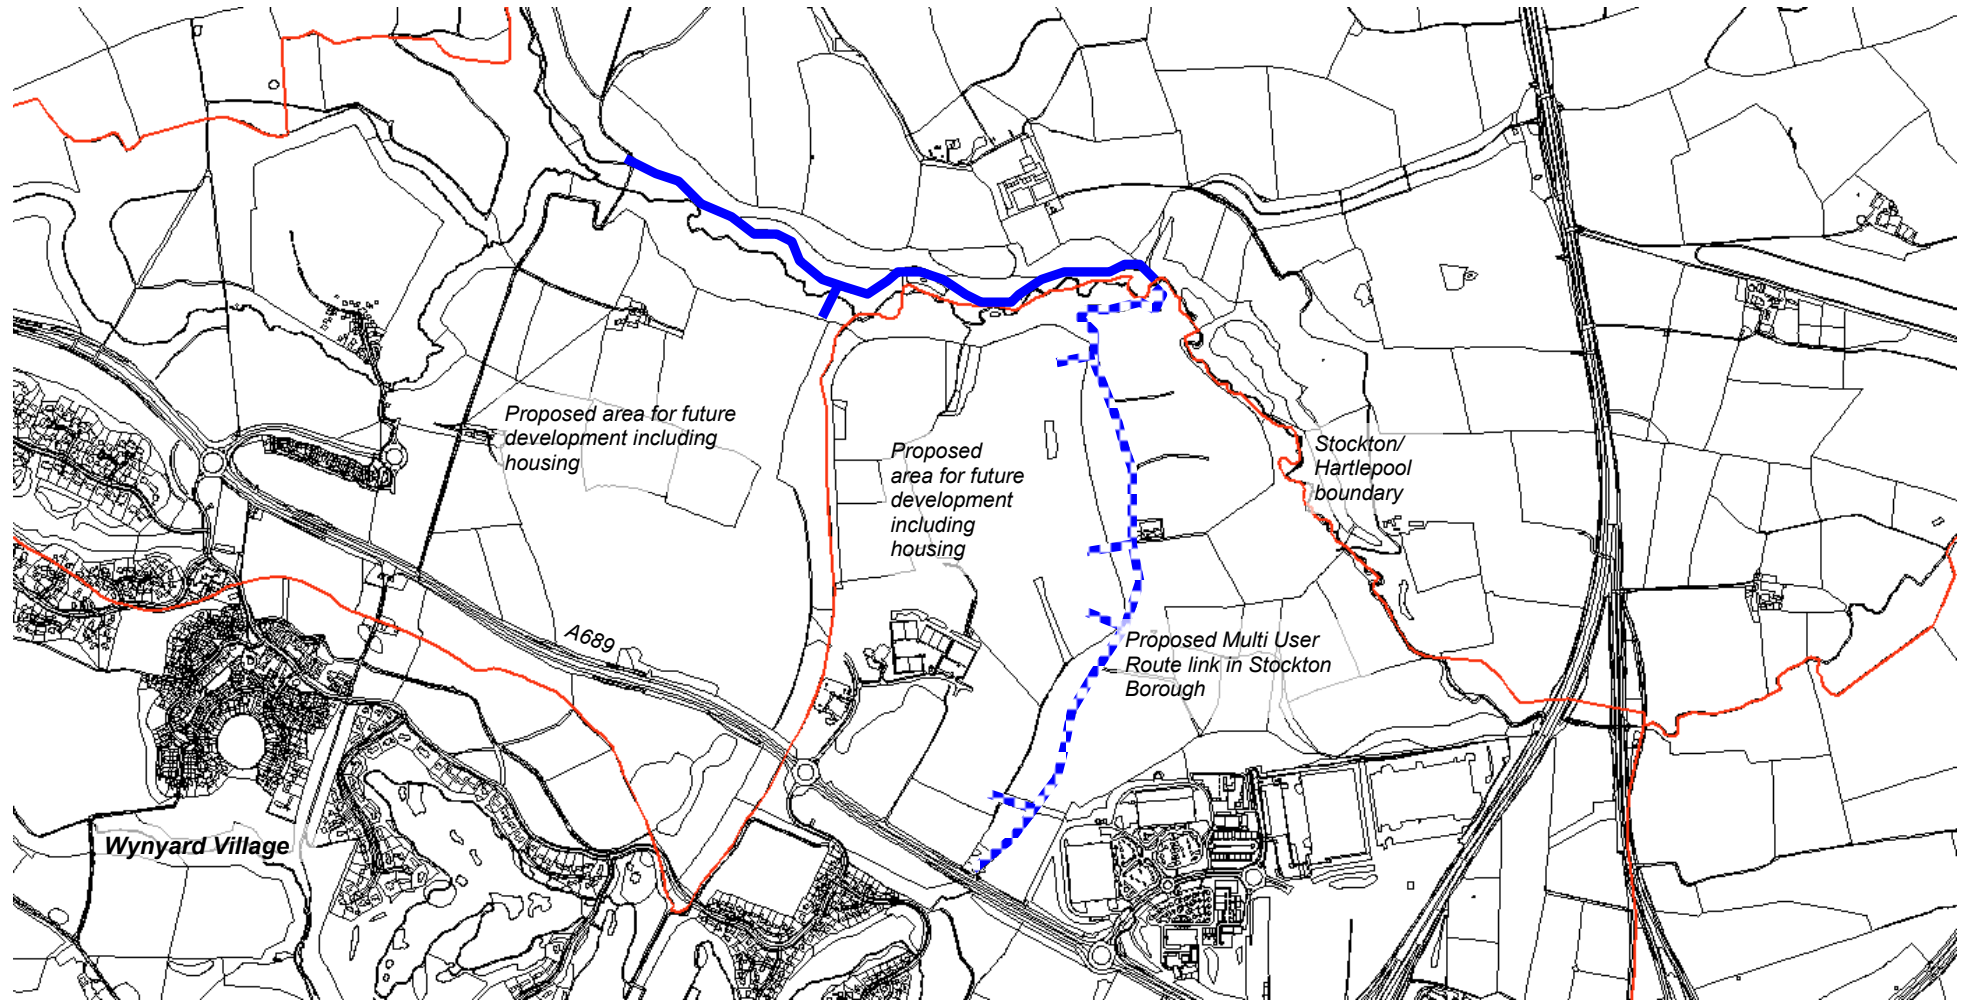 Proposed area for future
development including
housing
Proposed
area for future
development
including
housing
Stockton/
Hartlepool
boundary
A689
Proposed Multi User
Route link in Stockton
Borough
Wynyard Village